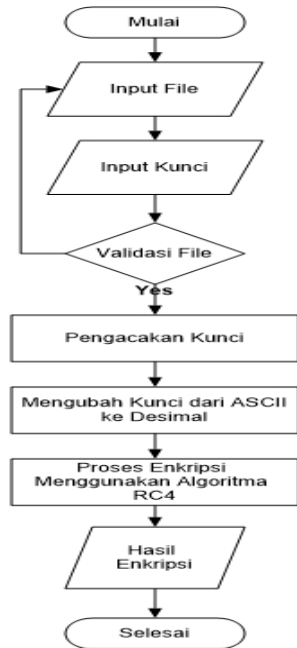 Mulai
Input File
Input Kunci
Validasi File
Yes
Pengacakan Kunci
Mengubah Kunci dari ASCII
ke Desimal
Proses Enkripsi
Menggunakan Algoritma
RC4
Hasil
Enkripsi
Selesai